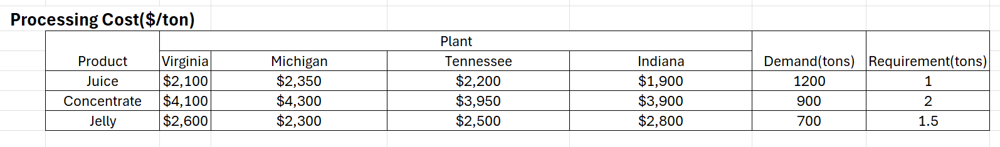 Processing Cost($/ton)
Plant
Product Virginia Michigan Tennessee Indiana Demand(tons) Requirement(tons)
Juice $2,100 $2,350 $2,200 $1,900 1200 1
Concentrate $4,100 $4,300 $3,950 $3,900 900 2
Jelly $2,600 $2,300 $2,500 $2,800 700 1.5